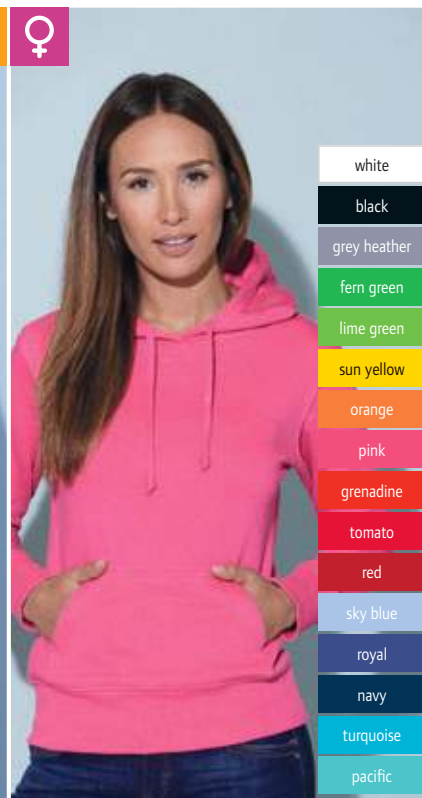 white
black
grey heather
fern green
lime green
sun yellow
orange
pink
grenadine
tomato
red
sky blue
royal
navy
turquoise
pacific